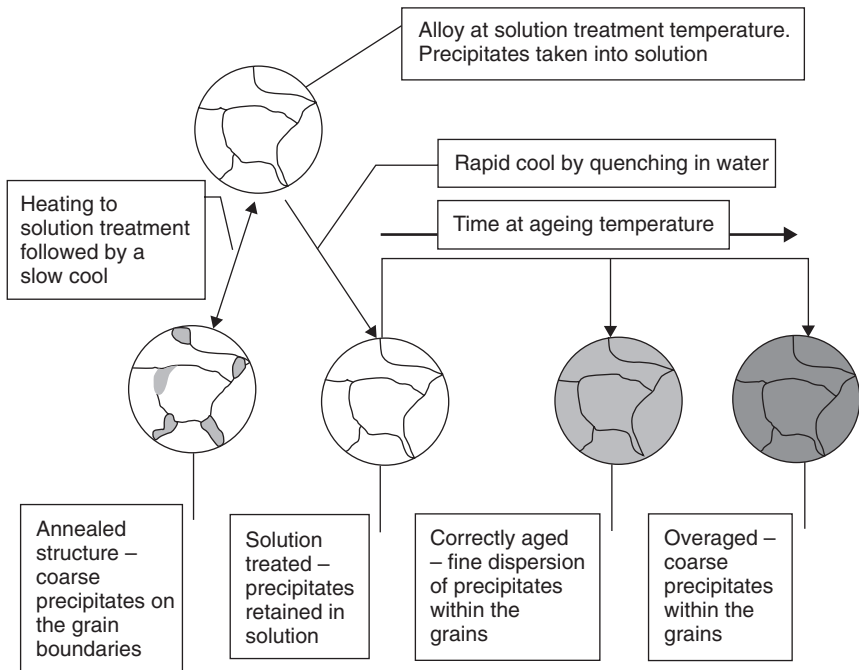 Alloy at solution treatment temperature.
Precipitates taken into solution
Rapid cool by quenching in water
Heating to
solution treatment
followed by a
slow cool
Time at ageing temperature
Annealed
structure –
coarse
precipitates on
the grain
boundaries
Solution
treated –
precipitates
retained in
solution
Correctly aged
– fine dispersion
of precipitates
within the
grains
Overaged –
coarse
precipitates
within the
grains